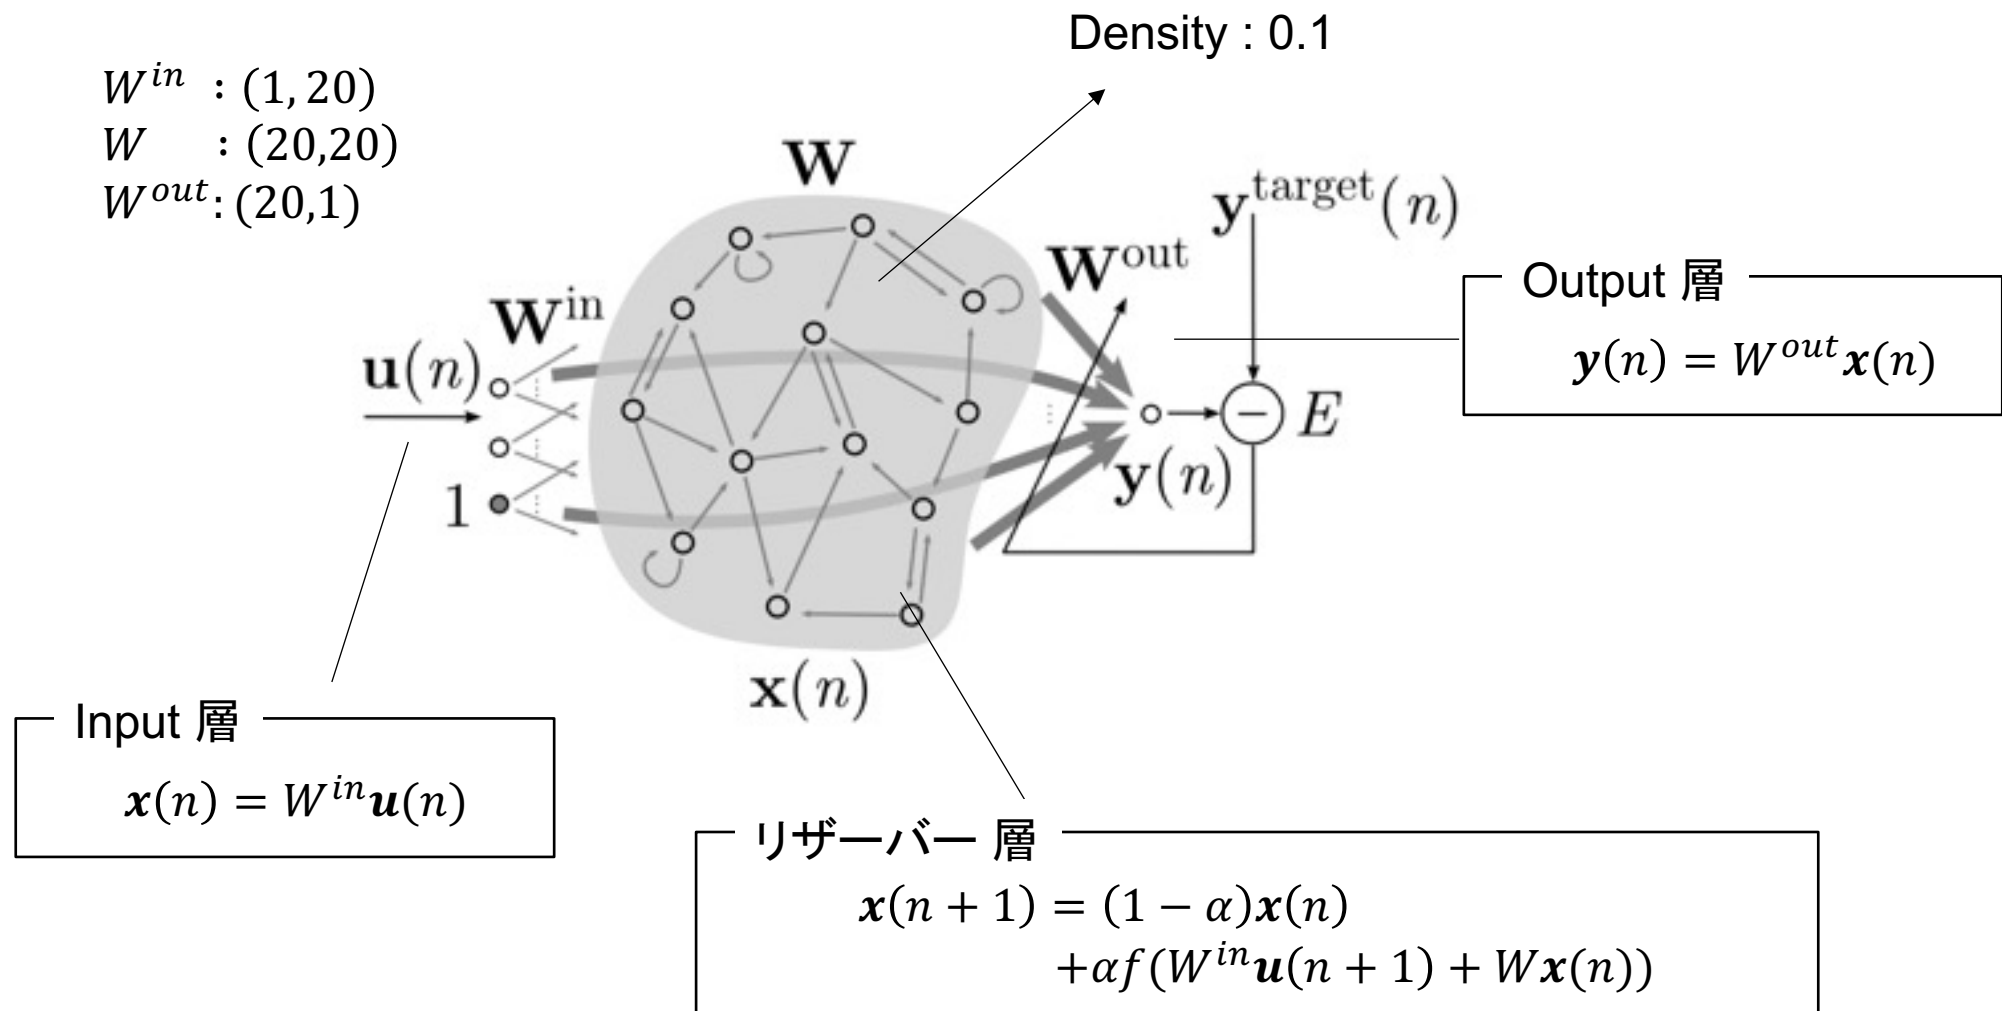 Density : 0.1
W^{in} : (1, 20)
W : (20,20)
W^{out}: (20,1)
W
y^{target}(n)
W^{out}
Output 層
y(n) = W^{out}x(n)
W^{in}
u(n)
E
y(n)
1
x(n)
Input 層
x(n) = W^{in}u(n)
リザーバー 層
x(n + 1) = (1 − α)x(n)
+αf(W^{in}u(n + 1) + Wx(n))